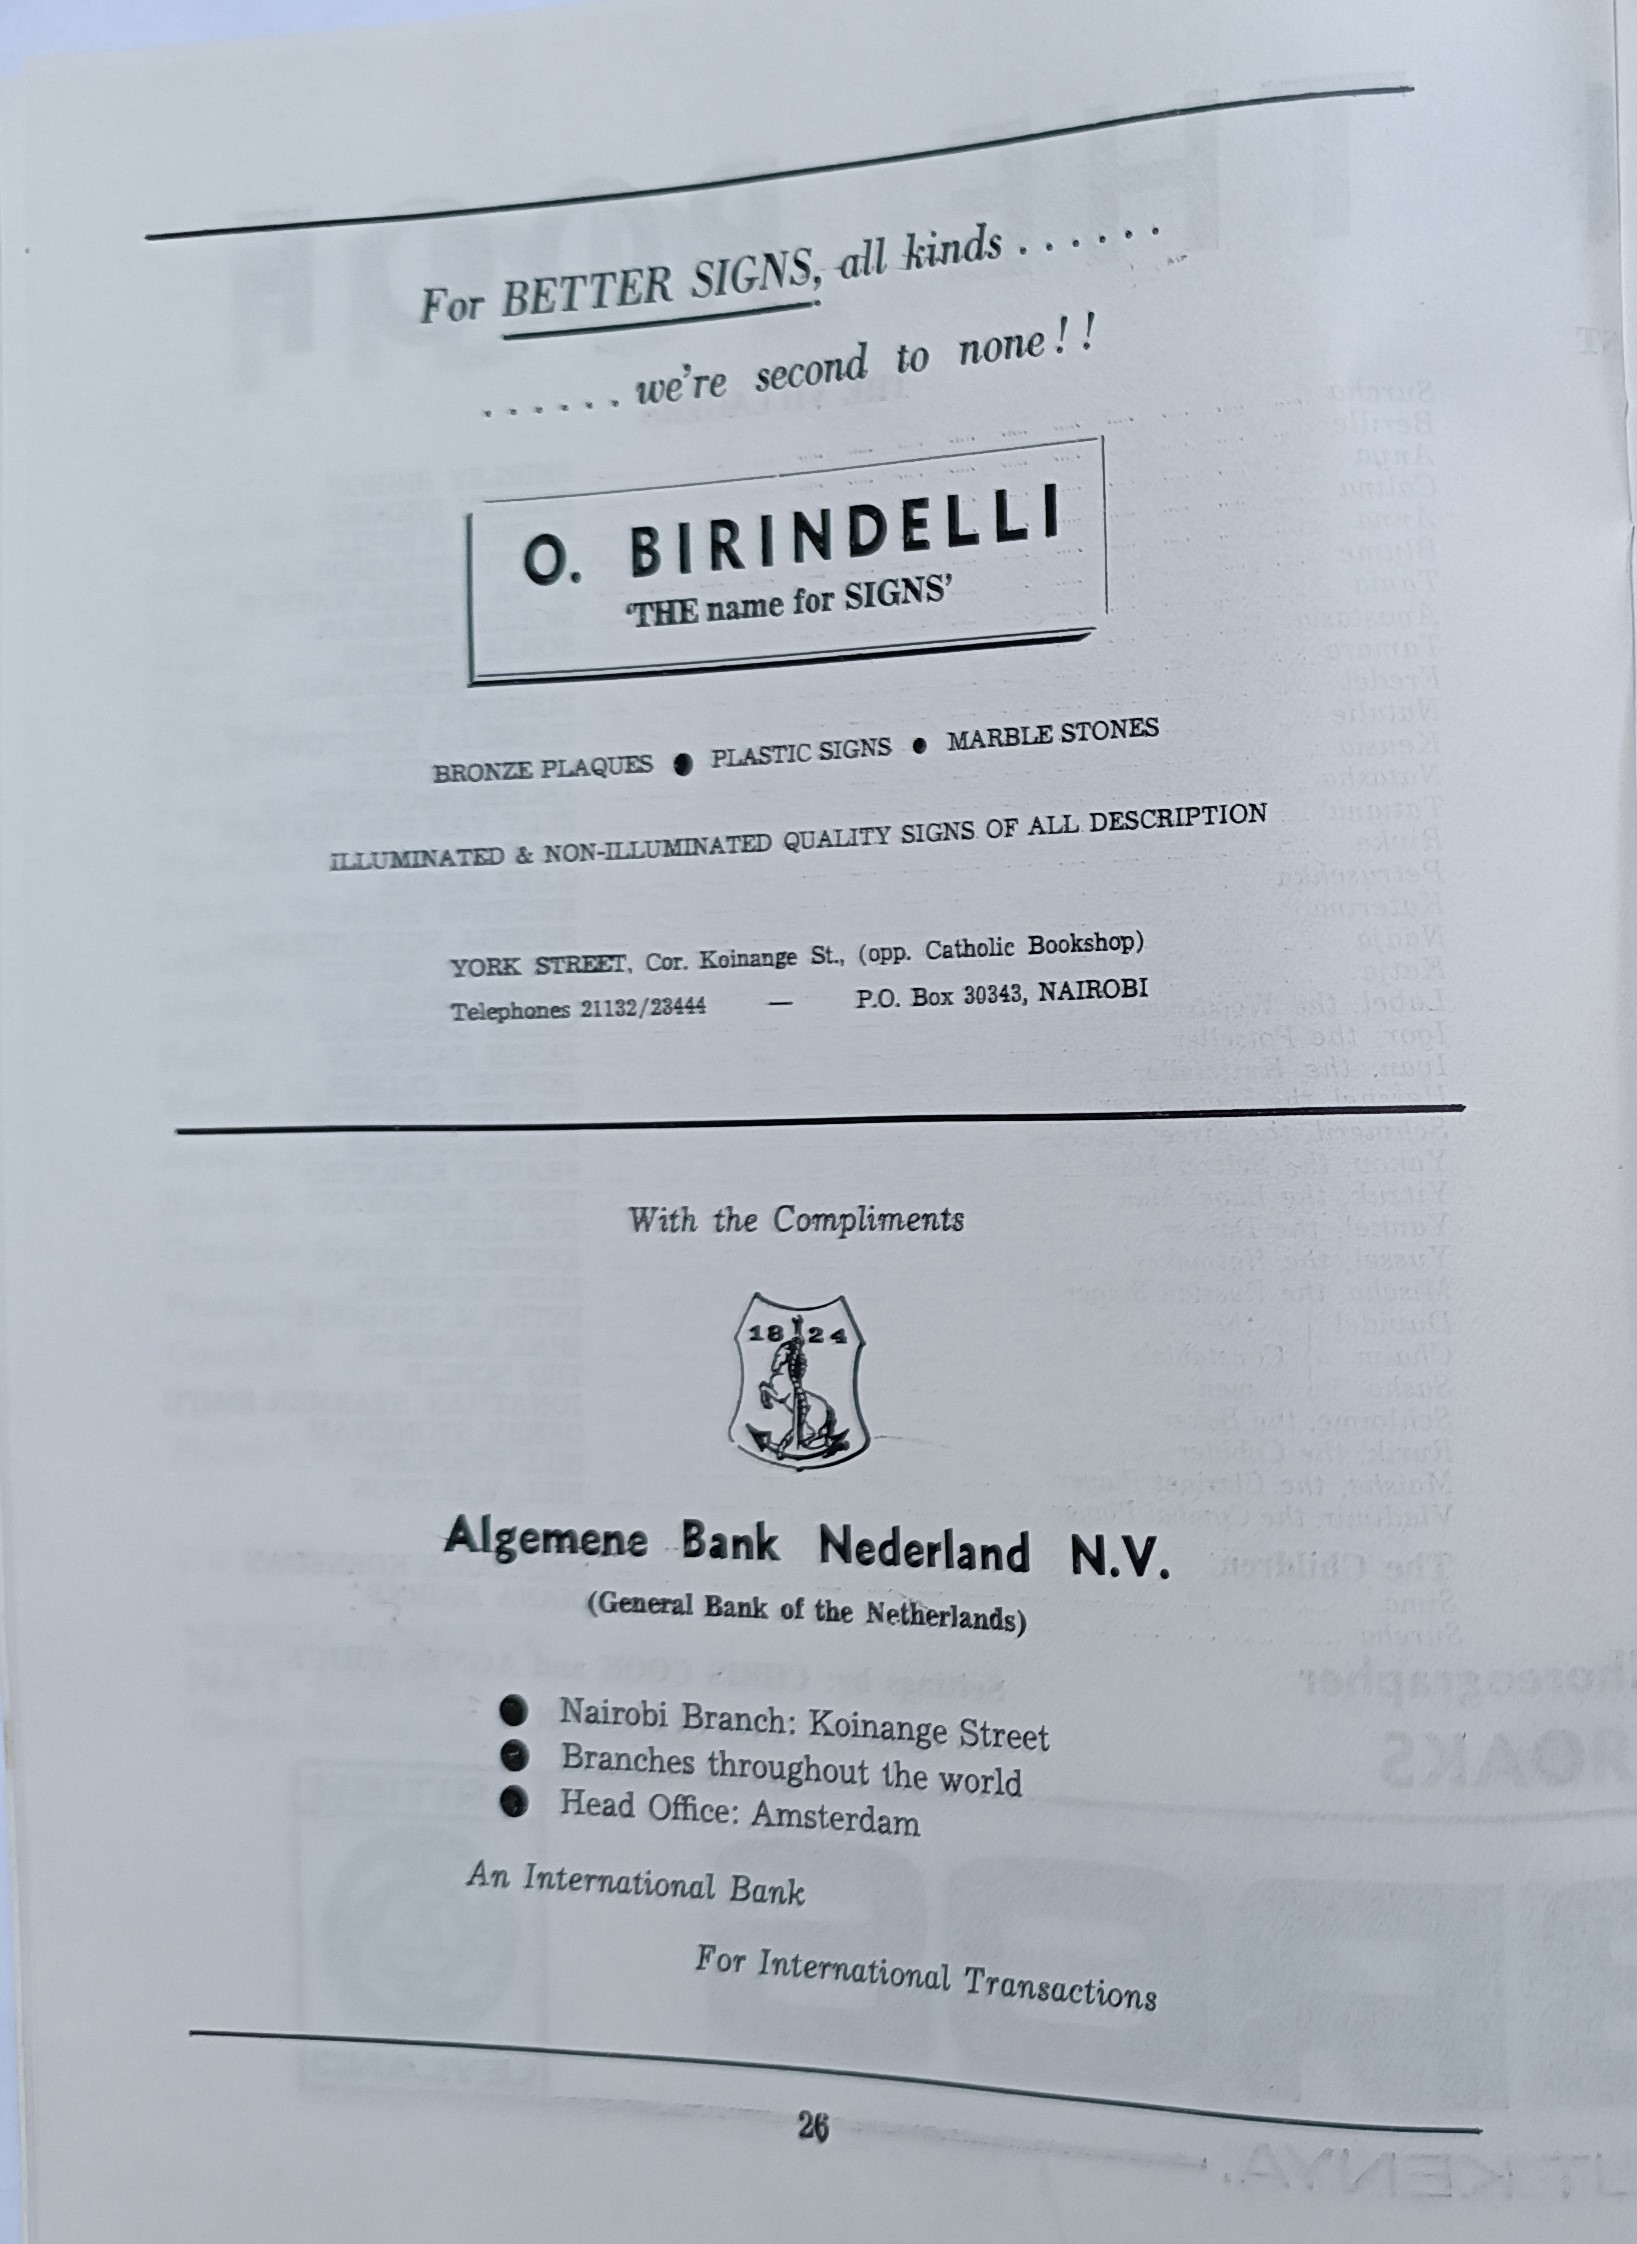 For BETTER SIGNS, all kinds . . . . . .
. . . . . . we're second to none! !
O. BIRINDELLI
'THE name for SIGNS'
BRONZE PLAQUES ● PLASTIC SIGNS ● MARBLE STONES
ILLUMINATED & NON-ILLUMINATED QUALITY SIGNS OF ALL DESCRIPTION
YORK STREET, Cor. Koinange St., (opp. Catholic Bookshop)
Telephones 21132/23444 — P.O. Box 30343, NAIROBI
With the Compliments
1824
Algemene Bank Nederland N.V.
(General Bank of the Netherlands)
● Nairobi Branch: Koinange Street
● Branches throughout the world
● Head Office: Amsterdam
An International Bank
For International Transactions
26